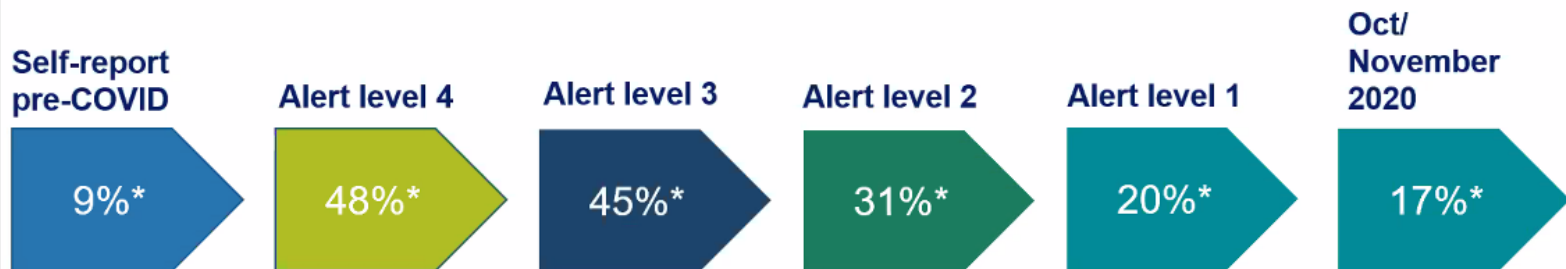 Self-report
pre-COVID
Alert level 4
Alert level 3
Alert level 2
Alert level 1
Oct/
November
2020
9%*
48%*
45%*
31%*
20%*
17%*